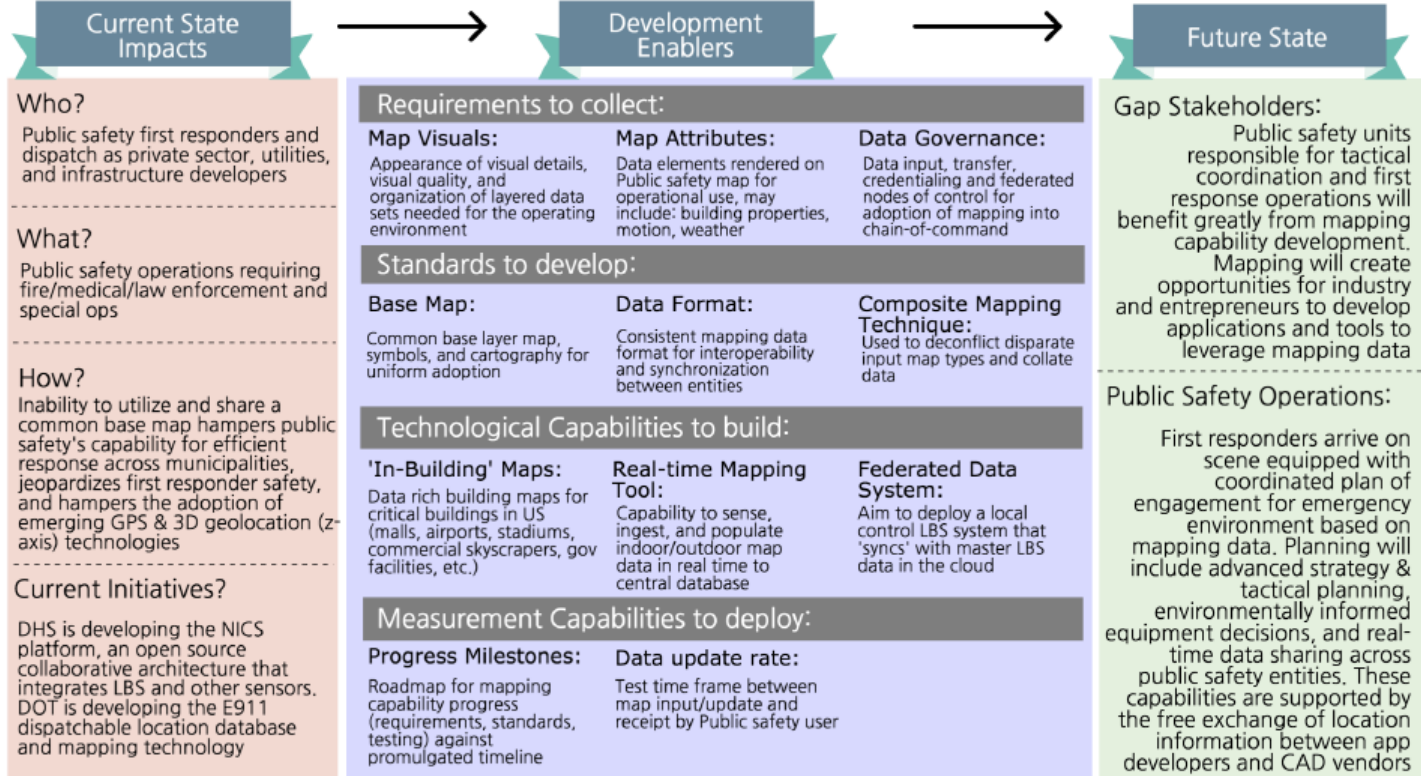 Current State
Impacts
Development
Enablers
Future State
Who?
Public safety first responders and
dispatch as private sector, utilities,
and infrastructure developers
What?
Public safety operations requiring
fire/medical/law enforcement and
special ops
How?
Inability to utilize and share a
common base map hampers public
safety's capability for efficient
response across municipalities,
jeopardizes first responder safety,
and hampers the adoption of
emerging GPS & 3D geolocation (z-
axis) technologies
Current Initiatives?
DHS is developing the NICS
platform, an open source
collaborative architecture that
integrates LBS and other sensors.
DOT is developing the E911
dispatchable location database
and mapping technology
Requirements to collect:
Map Visuals:
Appearance of visual details,
visual quality, and
organization of layered data
sets needed for the operating
environment
Map Attributes:
Data elements rendered on
Public safety map for
operational use, may
include: building properties,
motion, weather
Data Governance:
Data input, transfer,
credentialing and federated
nodes of control for
adoption of mapping into
chain-of-command
Standards to develop:
Base Map:
Common base layer map,
symbols, and cartography for
uniform adoption
Data Format:
Consistent mapping data
format for interoperability
and synchronization
between entities
Composite Mapping
Technique:
Used to deconflict disparate
input map types and collate
data
Technological Capabilities to build:
'In-Building' Maps:
Data rich building maps for
critical buildings in US
(malls, airports, stadiums,
commercial skyscrapers, gov
facilities, etc.)
Real-time Mapping
Tool:
Capability to sense,
ingest, and populate
indoor/outdoor map
data in real time to
central database
Federated Data
System:
Aim to deploy a local
control LBS system that
'syncs' with master LBS
data in the cloud
Measurement Capabilities to deploy:
Progress Milestones:
Roadmap for mapping
capability progress
(requirements, standards,
testing) against
promulgated timeline
Data update rate:
Test time frame between
map input/update and
receipt by Public safety user
Gap Stakeholders:
Public safety units
responsible for tactical
coordination and first
response operations will
benefit greatly from mapping
capability development.
Mapping will create
opportunities for industry
and entrepreneurs to develop
applications and tools to
leverage mapping data
Public Safety Operations:
First responders arrive on
scene equipped with
coordinated plan of
engagement for emergency
environment based on
mapping data. Planning will
include advanced strategy &
tactical planning,
environmentally informed
equipment decisions, and real-
time data sharing across
public safety entities. These
capabilities are supported by
the free exchange of location
information between app
developers and CAD vendors